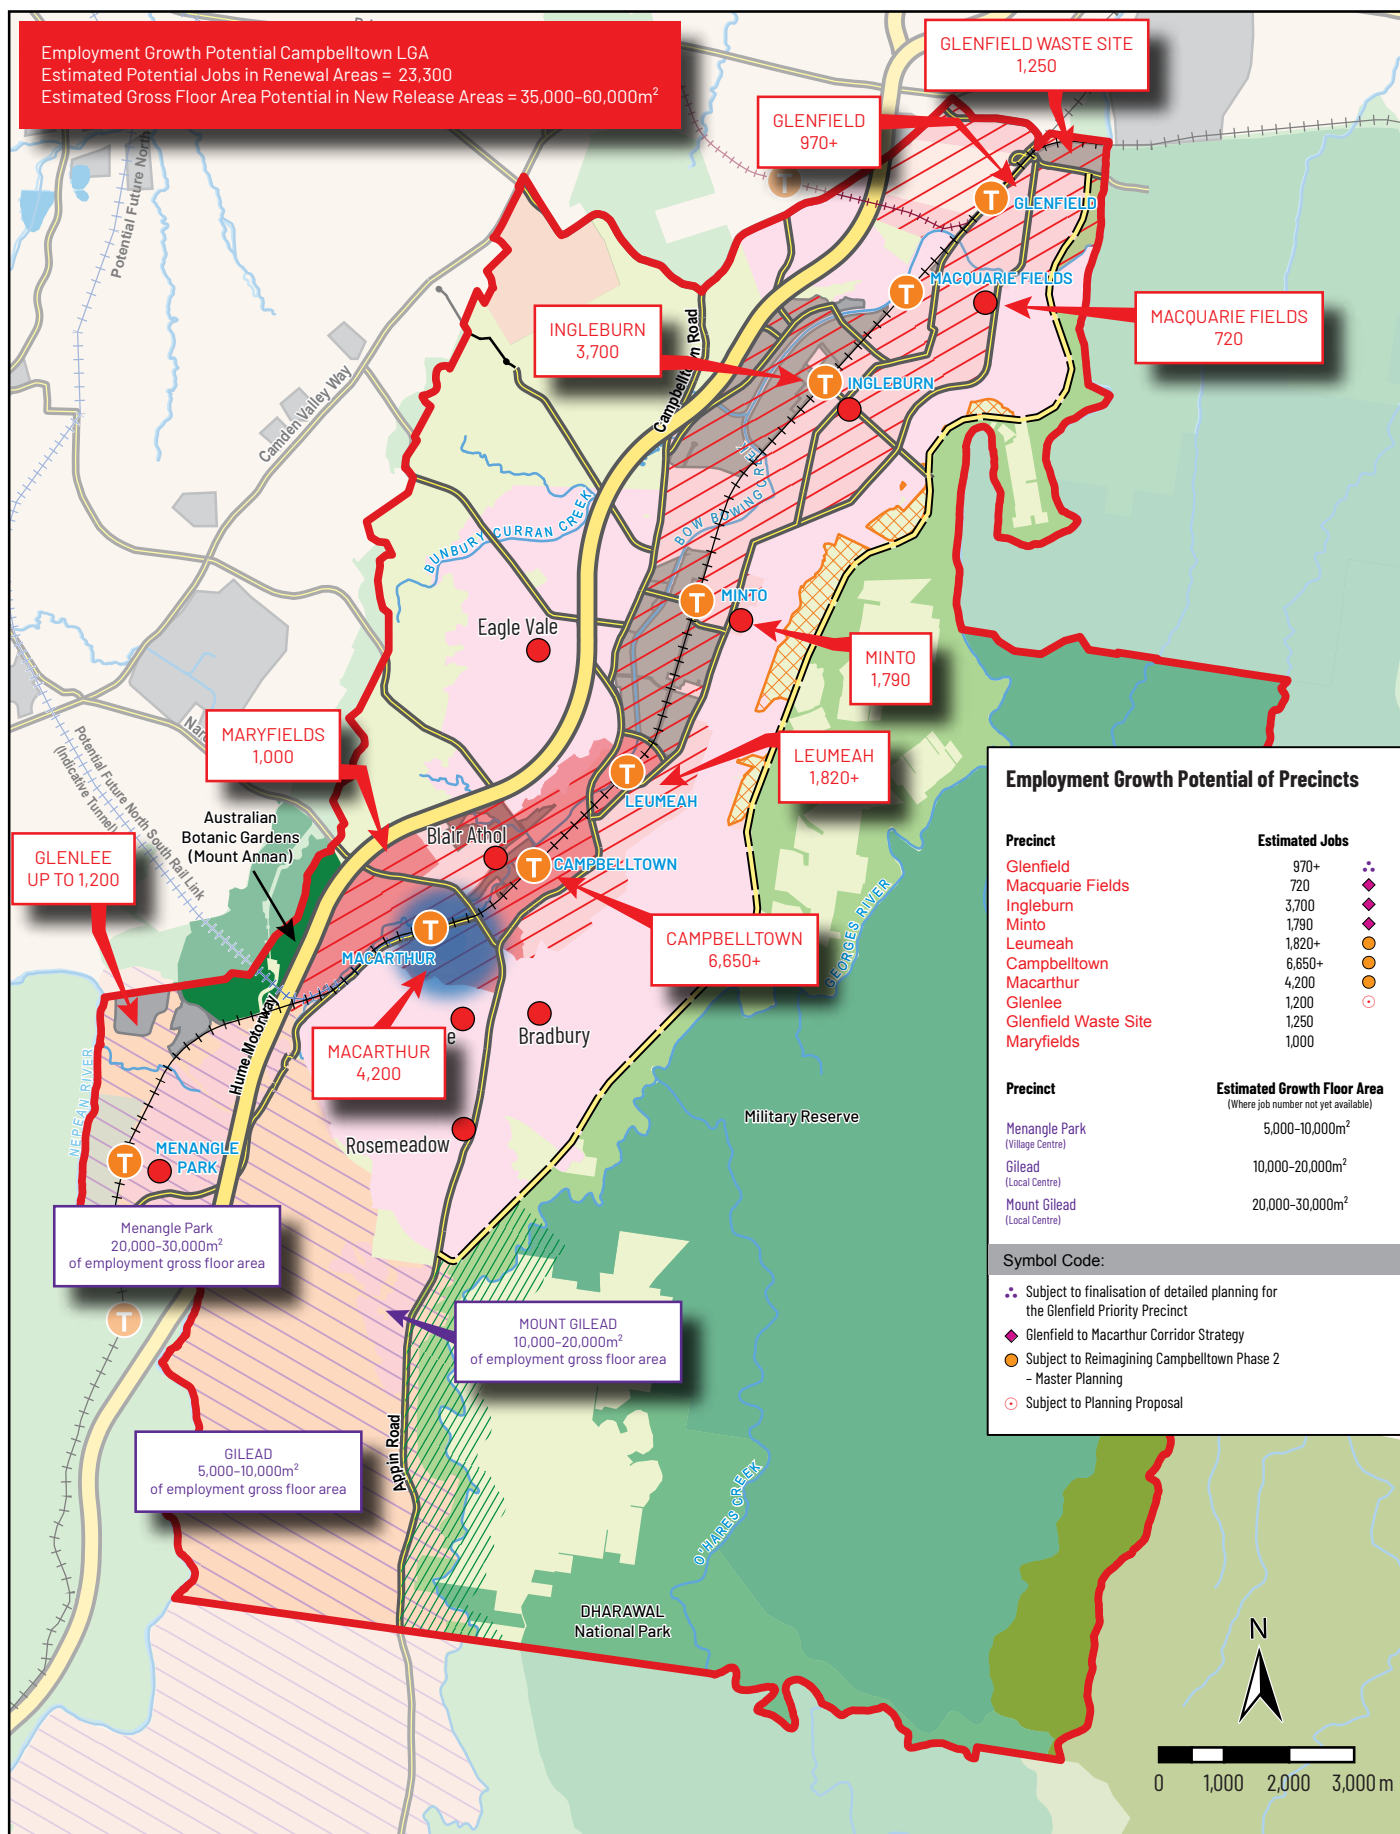 Employment Growth Potential Campbelltown LGA
Estimated Potential Jobs in Renewal Areas = 23,300
Estimated Gross Floor Area Potential in New Release Areas = 35,000–60,000m²
GLENFIELD WASTE SITE
1,250
GLENFIELD
970+
Potential Future North
T
T
GLENFIELD
T
MACQUARIE FIELDS
MACQUARIE FIELDS
720
INGLEBURN
3,700
Campbelltown Road
T
INGLEBURN
Camden Valley Way
BUNBURY CURRAN CREEK
BOW BOWING CREEK
T
MINTO
Eagle Vale
MINTO
1,790
MARYFIELDS
1,000
Potential Future North South Rail Link
(Indicative Tunnel)
LEUMEAH
1,820+
T
LEUMEAH
Australian
Botanic Gardens
(Mount Annan)
Blair Athol
T
CAMPBELLTOWN
GLENLEE
UP TO 1,200
T
MACARTHUR
CAMPBELLTOWN
6,650+
GEORGES RIVER
Hume Motorway
MACARTHUR
4,200
e
Bradbury
NEPEAN RIVER
Rosemeadow
Military Reserve
T
MENANGLE
PARK
Menangle Park
20,000–30,000m²
of employment gross floor area
T
MOUNT GILEAD
10,000–20,000m²
of employment gross floor area
Appin Road
GILEAD
5,000–10,000m²
of employment gross floor area
O'HARES CREEK
DHARAWAL
National Park
Employment Growth Potential of Precincts
Precinct Estimated Jobs
Glenfield 970+
Macquarie Fields 720
Ingleburn 3,700
Minto 1,790
Leumeah 1,820+
Campbelltown 6,650+
Macarthur 4,200
Glenlee 1,200
Glenfield Waste Site 1,250
Maryfields 1,000
Precinct Estimated Growth Floor Area
(Where job number not yet available)
Menangle Park 5,000–10,000m²
(Village Centre)
Gilead 10,000–20,000m²
(Local Centre)
Mount Gilead 20,000–30,000m²
(Local Centre)
Symbol Code:
Subject to finalisation of detailed planning for
the Glenfield Priority Precinct
Glenfield to Macarthur Corridor Strategy
Subject to Reimagining Campbelltown Phase 2
– Master Planning
Subject to Planning Proposal
N
0 1,000 2,000 3,000 m